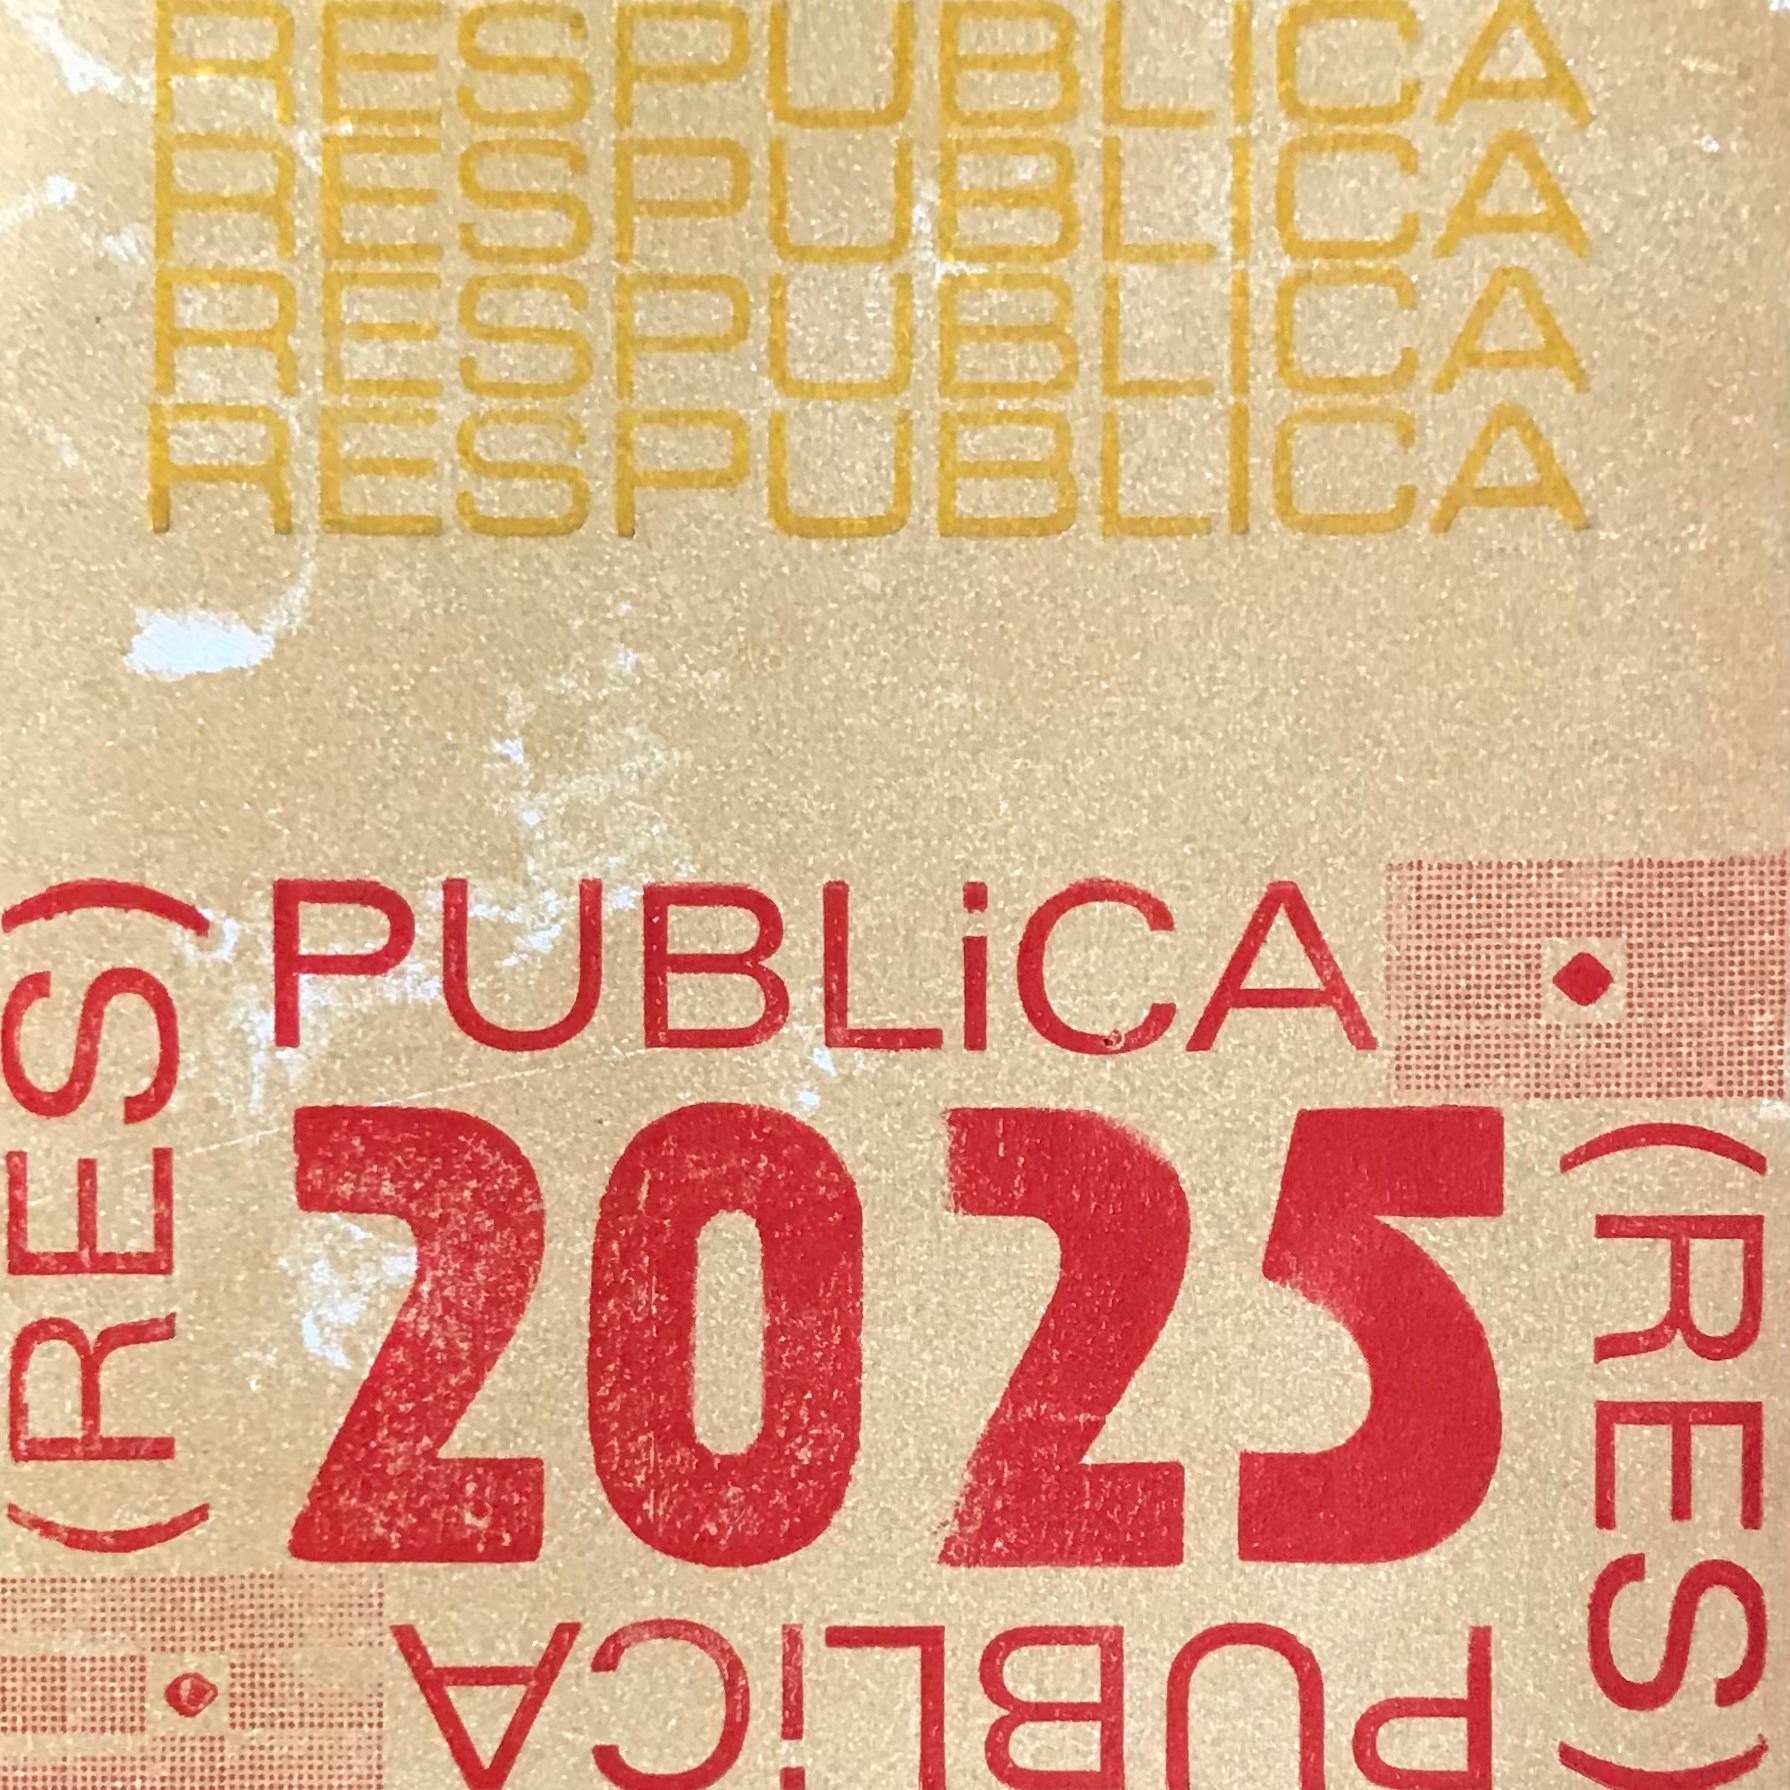 RESPUBLICA
RESPUBLICA
RESPUBLICA
RESPUBLICA
(RES) PUBLiCA
2025
(RES)
PUBLiCA